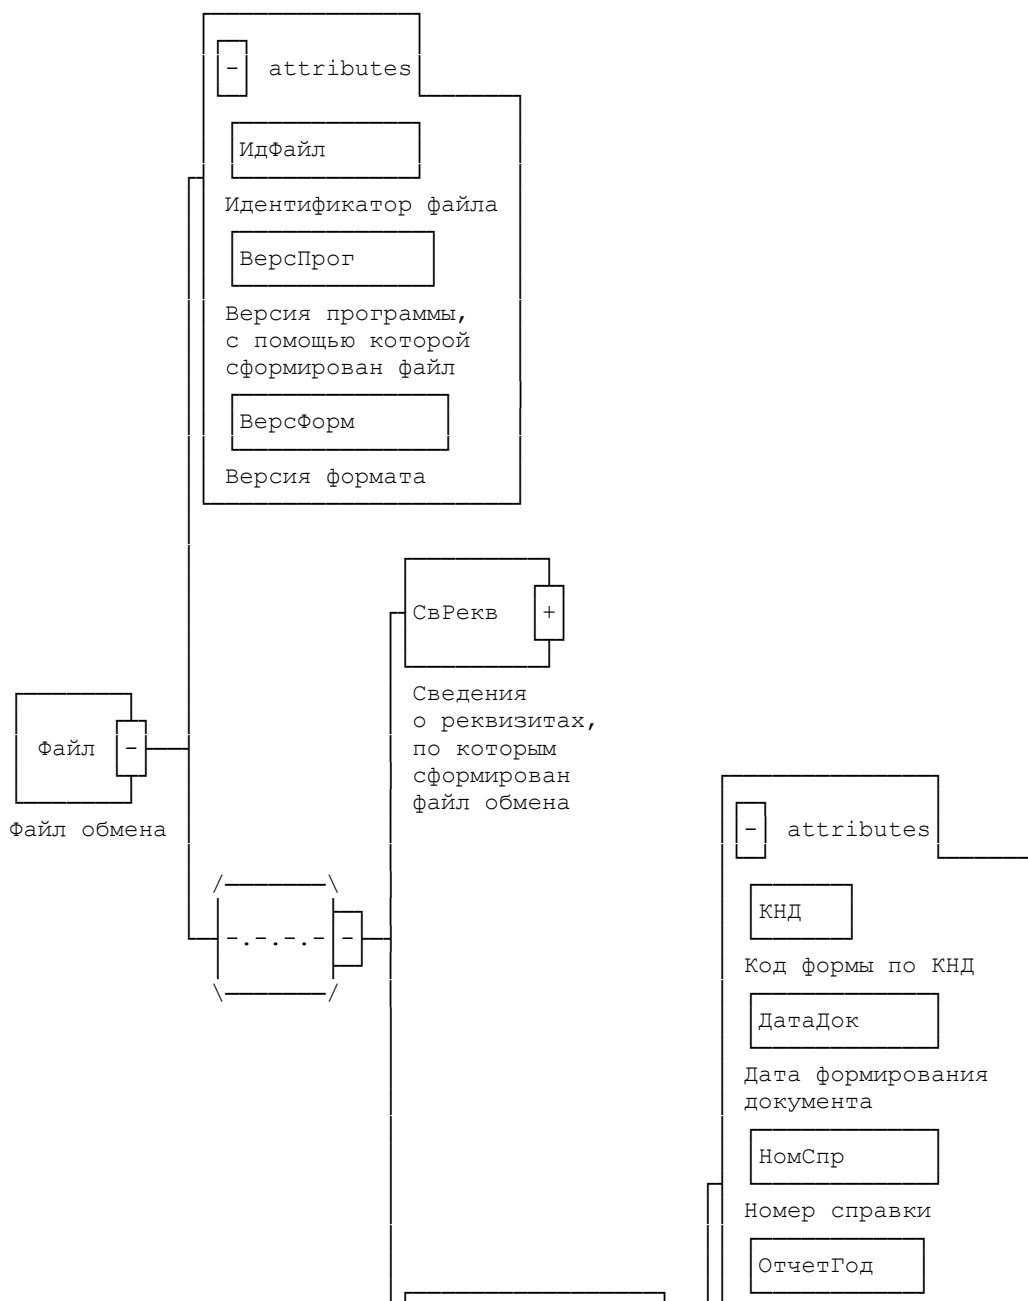 - attributes
ИдФайл
Идентификатор файла
ВерсПрог
Версия программы,
с помощью которой
сформирован файл
ВерсФорм
Версия формата
СвРекв +
Сведения
о реквизитах,
по которым
сформирован
файл обмена
Файл -
Файл обмена
-.-.-.- -
- attributes
КНД
Код формы по КНД
ДатаДок
Дата формирования
документа
НомСпр
Номер справки
ОтчетГод